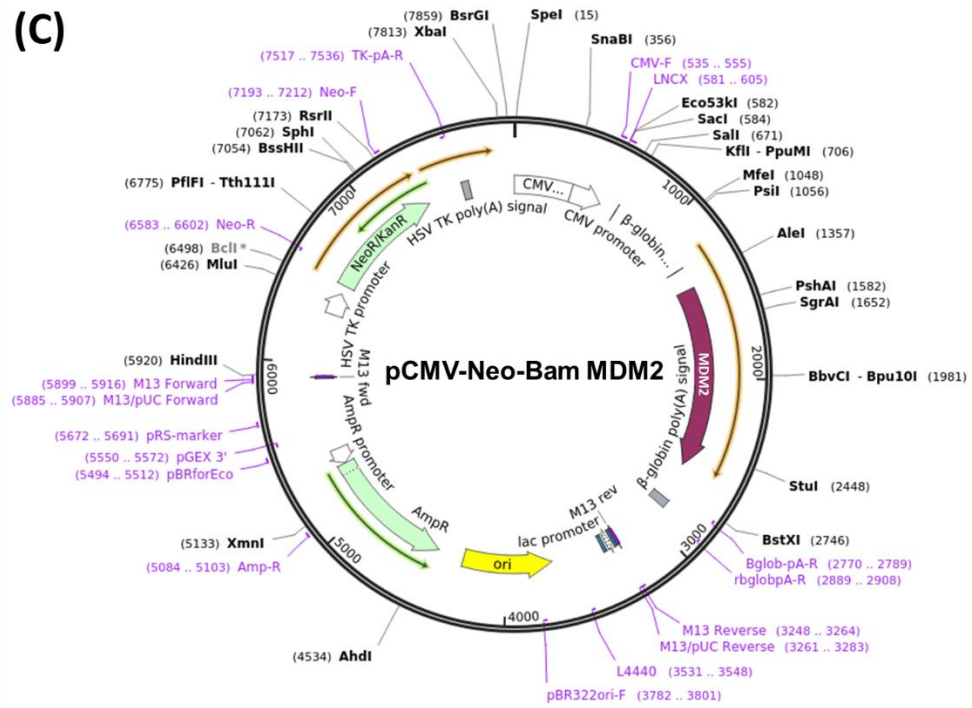 (C)
(7859) BsrGI
(7813) XbaI
(7517 .. 7536) TK-pA-R
(7193 .. 7212) Neo-F
(7173) RsrII
(7062) SphI
(7054) BssHII
(6775) PflFI - Tth111I
(6583 .. 6602) Neo-R
(6498) BclI*
(6426) MluI
(5920) HindIII
(5899 .. 5916) M13 Forward
(5885 .. 5907) M13/pUC Forward
(5672 .. 5691) pRS-marker
(5550 .. 5572) pGEX 3'
(5494 .. 5512) pBRforEco
(5133) XmnI
(5084 .. 5103) Amp-R
(4534) AhdI
SpeI (15)
SnaBI (356)
CMV-F (535 .. 555)
LNCX (581 .. 605)
Eco53kI (582)
SacI (584)
SalI (671)
KflI - PpuMI (706)
MfeI (1048)
PsiI (1056)
AleI (1357)
PshAI (1582)
SgrAI (1652)
BbvCI - Bpu10I (1981)
StuI (2448)
BstXI (2746)
Bglob-pA-R (2770 .. 2789)
rbglobpA-R (2889 .. 2908)
M13 Reverse (3248 .. 3264)
M13/pUC Reverse (3261 .. 3283)
L4440 (3531 .. 3548)
pBR322ori-F (3782 .. 3801)
1000
2000
3000
4000
5000
6000
7000
CMV...
CMV promoter
β-globin...
MDM2
β-globin poly(A) signal
M13 rev
lac promoter
ori
AmpR
AmpR promoter
M13 fwd
HSV TK promoter
NeoR/KanR
HSV TK poly(A) signal
pCMV-Neo-Bam MDM2